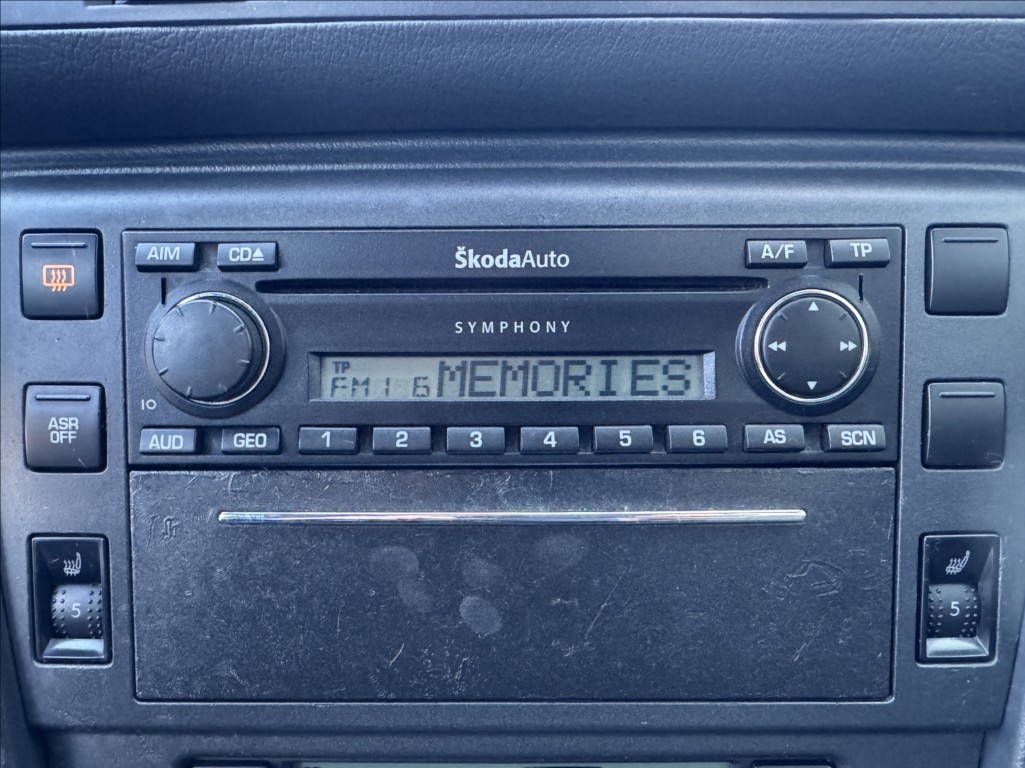 AIM
CD
ŠkodaAuto
A/F
TP
SYMPHONY
TP
FM1 6 MEMORIES
IO
ASR
OFF
AUD
GEO
1
2
3
4
5
6
AS
SCN
5
5